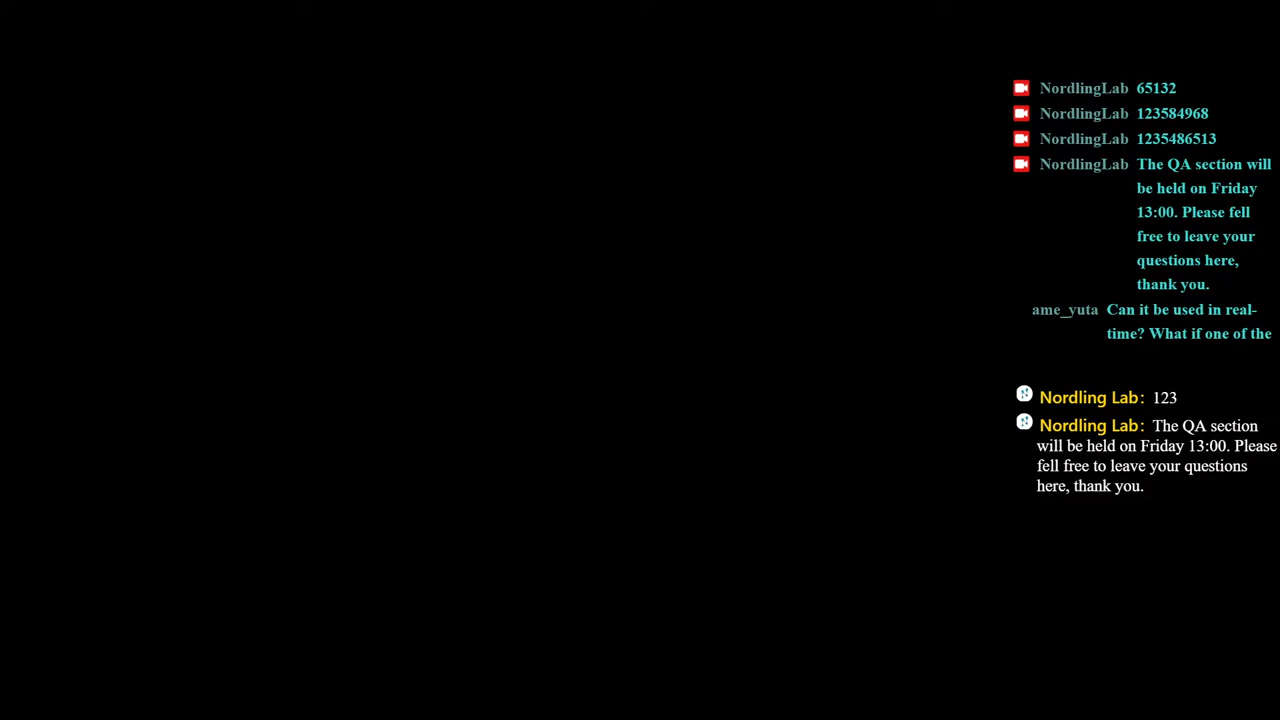 NordlingLab 65132
NordlingLab 123584968
NordlingLab 1235486513
NordlingLab The QA section will
be held on Friday
13:00. Please fell
free to leave your
questions here,
thank you.
ame_yuta Can it be used in real-
time? What if one of the
Nordling Lab: 123
Nordling Lab: The QA section
will be held on Friday 13:00. Please
fell free to leave your questions
here, thank you.